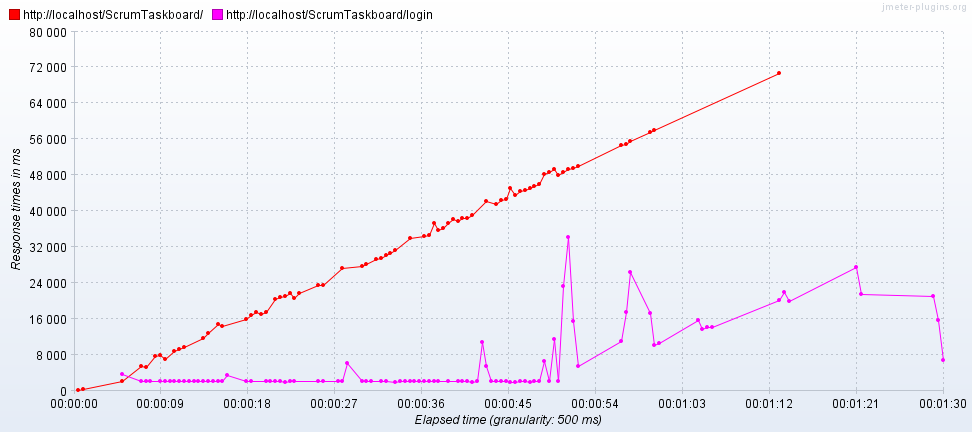 http://localhost/ScrumTaskboard/ http://localhost/ScrumTaskboard/login
jmeter-plugins.org
80 000
72 000
64 000
56 000
48 000
40 000
32 000
24 000
16 000
8 000
0
Response times in ms
00:00:00 00:00:09 00:00:18 00:00:27 00:00:36 00:00:45 00:00:54 00:01:03 00:01:12 00:01:21 00:01:30
Elapsed time (granularity: 500 ms)